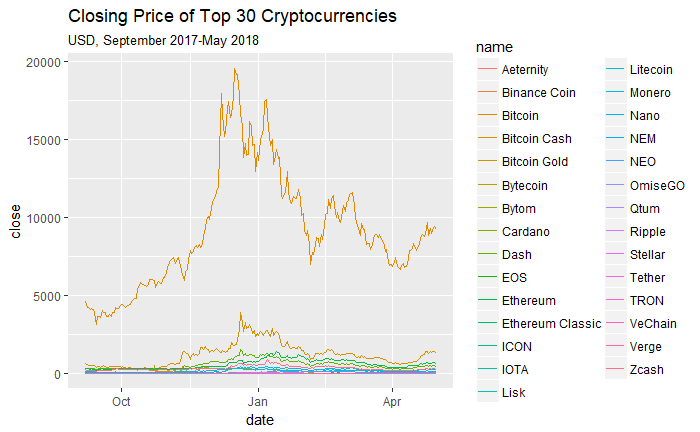 Closing Price of Top 30 Cryptocurrencies
USD, September 2017-May 2018
close
20000
15000
10000
5000
0
Oct
Jan
Apr
date
name
Aeternity
Binance Coin
Bitcoin
Bitcoin Cash
Bitcoin Gold
Bytecoin
Bytom
Cardano
Dash
EOS
Ethereum
Ethereum Classic
ICON
IOTA
Lisk
Litecoin
Monero
Nano
NEM
NEO
OmiseGO
Qtum
Ripple
Stellar
Tether
TRON
VeChain
Verge
Zcash